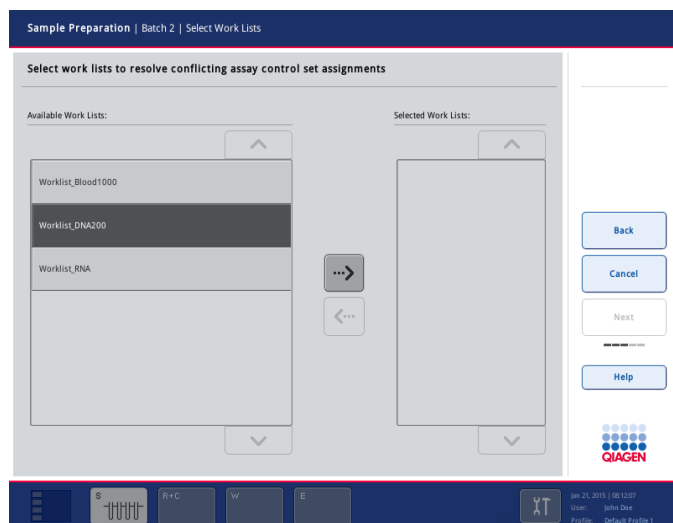 Sample Preparation | Batch 2 | Select Work Lists
Select work lists to resolve conflicting assay control set assignments
Available Work Lists:
Selected Work Lists:
Worklist_Blood1000
Worklist_DNA200
Worklist_RNA
Back
Cancel
Next
Help
QIAGEN
S
R+C
W
E
Jan 21, 2015 | 08:12:07
User: John Doe
Profile: Default Profile 1